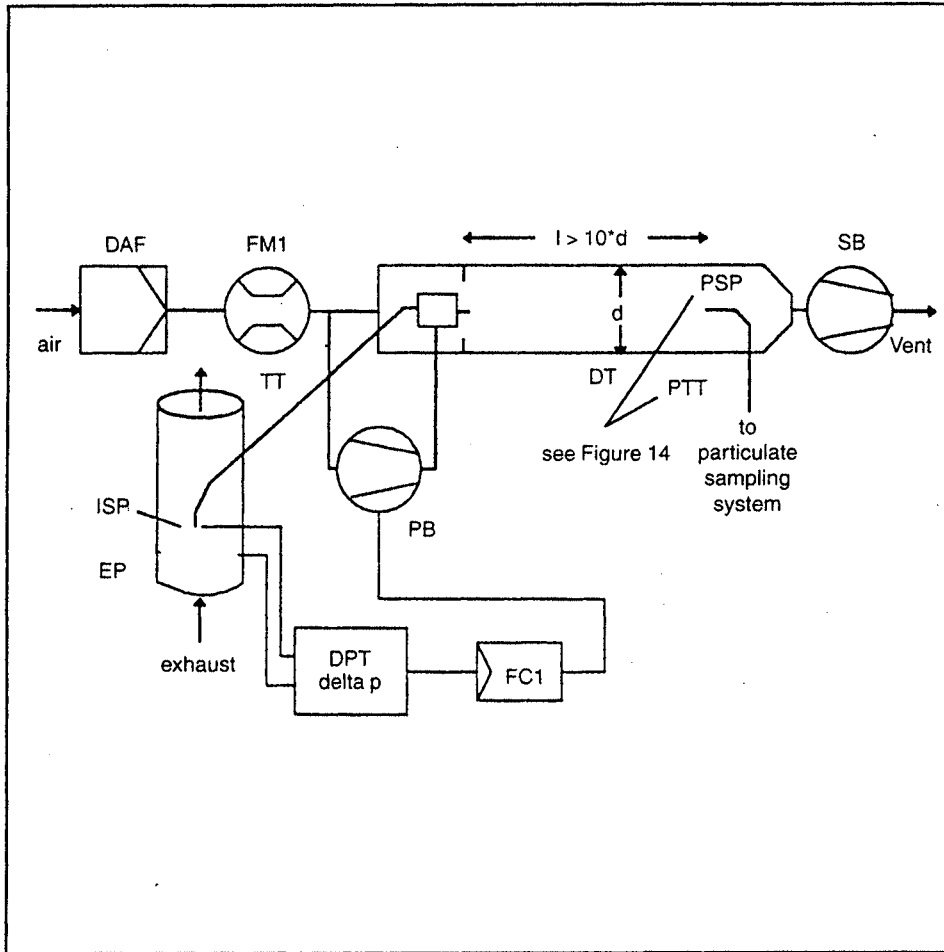 l > 10*d
DAF
FM1
SB
PSP
d
air
Vent
TT
DT
PTT
see Figure 14
to
particulate
sampling
system
ISP
PB
EP
exhaust
DPT
delta p
FC1